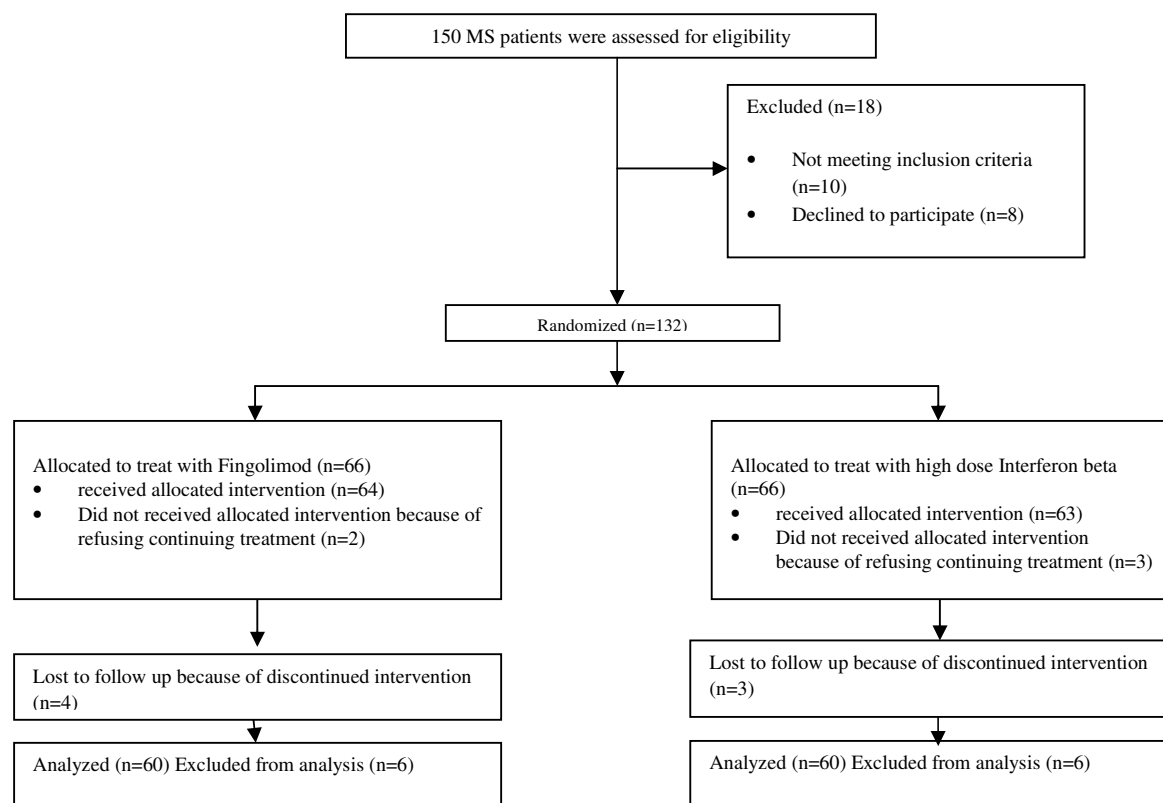 150 MS patients were assessed for eligibility
Excluded (n=18)
• Not meeting inclusion criteria
(n=10)
• Declined to participate (n=8)
Randomized (n=132)
Allocated to treat with Fingolimod (n=66)
• received allocated intervention (n=64)
• Did not received allocated intervention because of
refusing continuing treatment (n=2)
Allocated to treat with high dose Interferon beta
(n=66)
• received allocated intervention (n=63)
• Did not received allocated intervention
because of refusing continuing treatment (n=3)
Lost to follow up because of discontinued intervention
(n=4)
Lost to follow up because of discontinued intervention
(n=3)
Analyzed (n=60) Excluded from analysis (n=6)
Analyzed (n=60) Excluded from analysis (n=6)